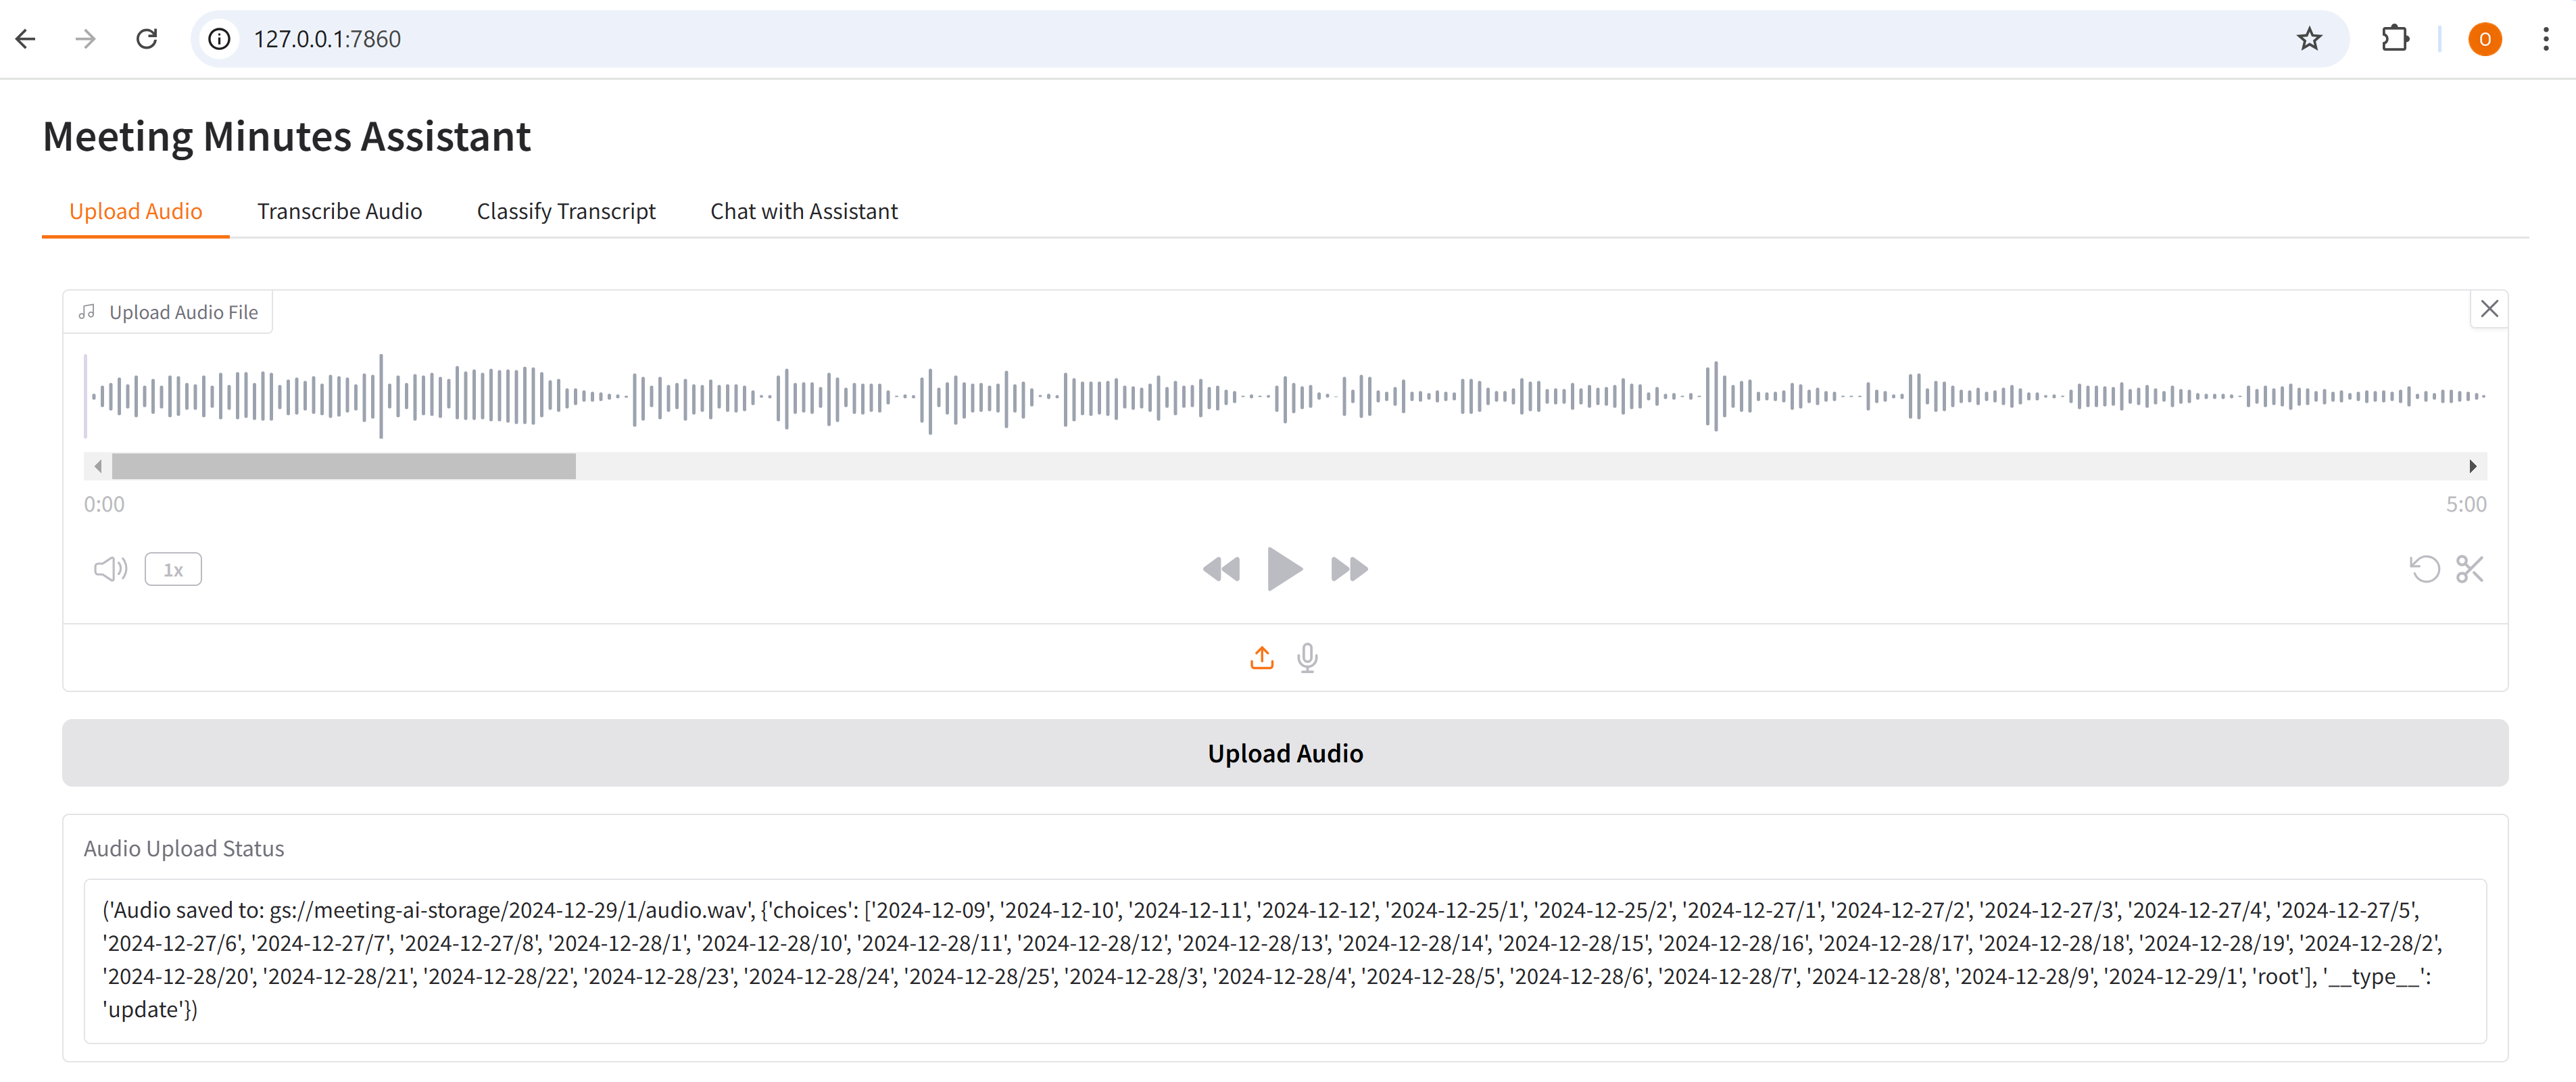 127.0.0.1:7860
O
Meeting Minutes Assistant
Upload Audio Transcribe Audio Classify Transcript Chat with Assistant
Upload Audio File
0:00 5:00
1x
Upload Audio
Audio Upload Status
('Audio saved to: gs://meeting-ai-storage/2024-12-29/1/audio.wav', {'choices': ['2024-12-09', '2024-12-10', '2024-12-11', '2024-12-12', '2024-12-25/1', '2024-12-25/2', '2024-12-27/1', '2024-12-27/2', '2024-12-27/3', '2024-12-27/4', '2024-12-27/5',
'2024-12-27/6', '2024-12-27/7', '2024-12-27/8', '2024-12-28/1', '2024-12-28/10', '2024-12-28/11', '2024-12-28/12', '2024-12-28/13', '2024-12-28/14', '2024-12-28/15', '2024-12-28/16', '2024-12-28/17', '2024-12-28/18', '2024-12-28/19', '2024-12-28/2',
'2024-12-28/20', '2024-12-28/21', '2024-12-28/22', '2024-12-28/23', '2024-12-28/24', '2024-12-28/25', '2024-12-28/3', '2024-12-28/4', '2024-12-28/5', '2024-12-28/6', '2024-12-28/7', '2024-12-28/8', '2024-12-28/9', '2024-12-29/1', 'root'], '__type__':
'update'})